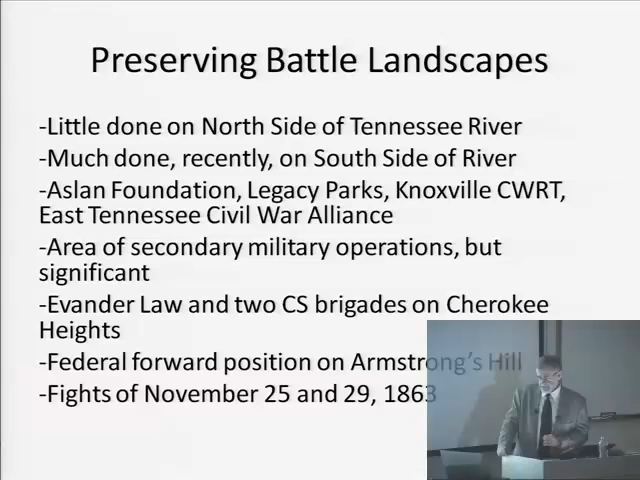 Preserving Battle Landscapes
-Little done on North Side of Tennessee River
-Much done, recently, on South Side of River
-Aslan Foundation, Legacy Parks, Knoxville CWRT,
East Tennessee Civil War Alliance
-Area of secondary military operations, but
significant
-Evander Law and two CS brigades on Cherokee
Heights
-Federal forward position on Armstrong's Hill
-Fights of November 25 and 29, 1863